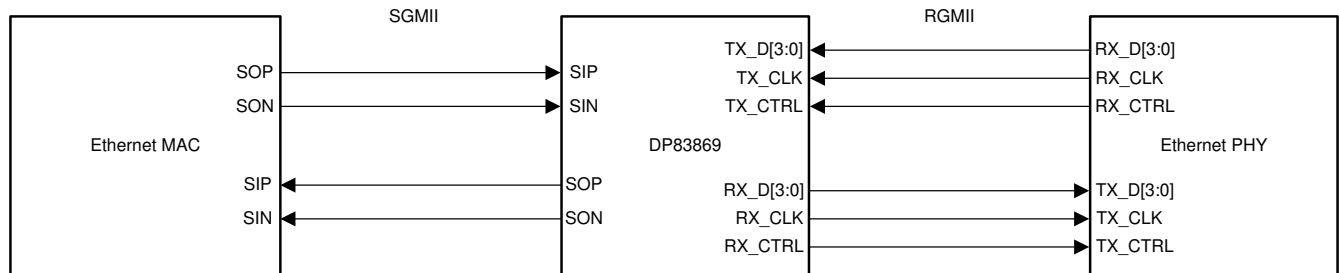 SGMII
RGMII
SOP
SON
Ethernet MAC
SIP
SIN
SIP
SIN
DP83869
SOP
SON
TX_D[3:0]
TX_CLK
TX_CTRL
RX_D[3:0]
RX_CLK
RX_CTRL
RX_D[3:0]
RX_CLK
RX_CTRL
Ethernet PHY
TX_D[3:0]
TX_CLK
TX_CTRL